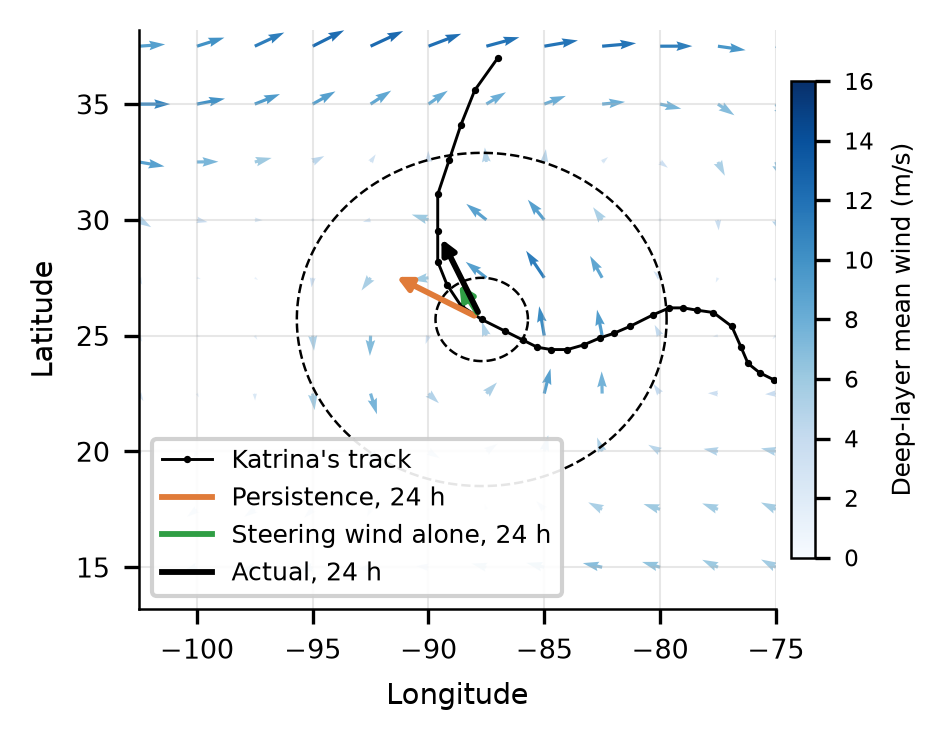 35
30
25
20
15
Latitude
−100
−95
−90
−85
−80
−75
Longitude
Katrina's track
Persistence, 24 h
Steering wind alone, 24 h
Actual, 24 h
16
14
12
10
8
6
4
2
0
Deep-layer mean wind (m/s)